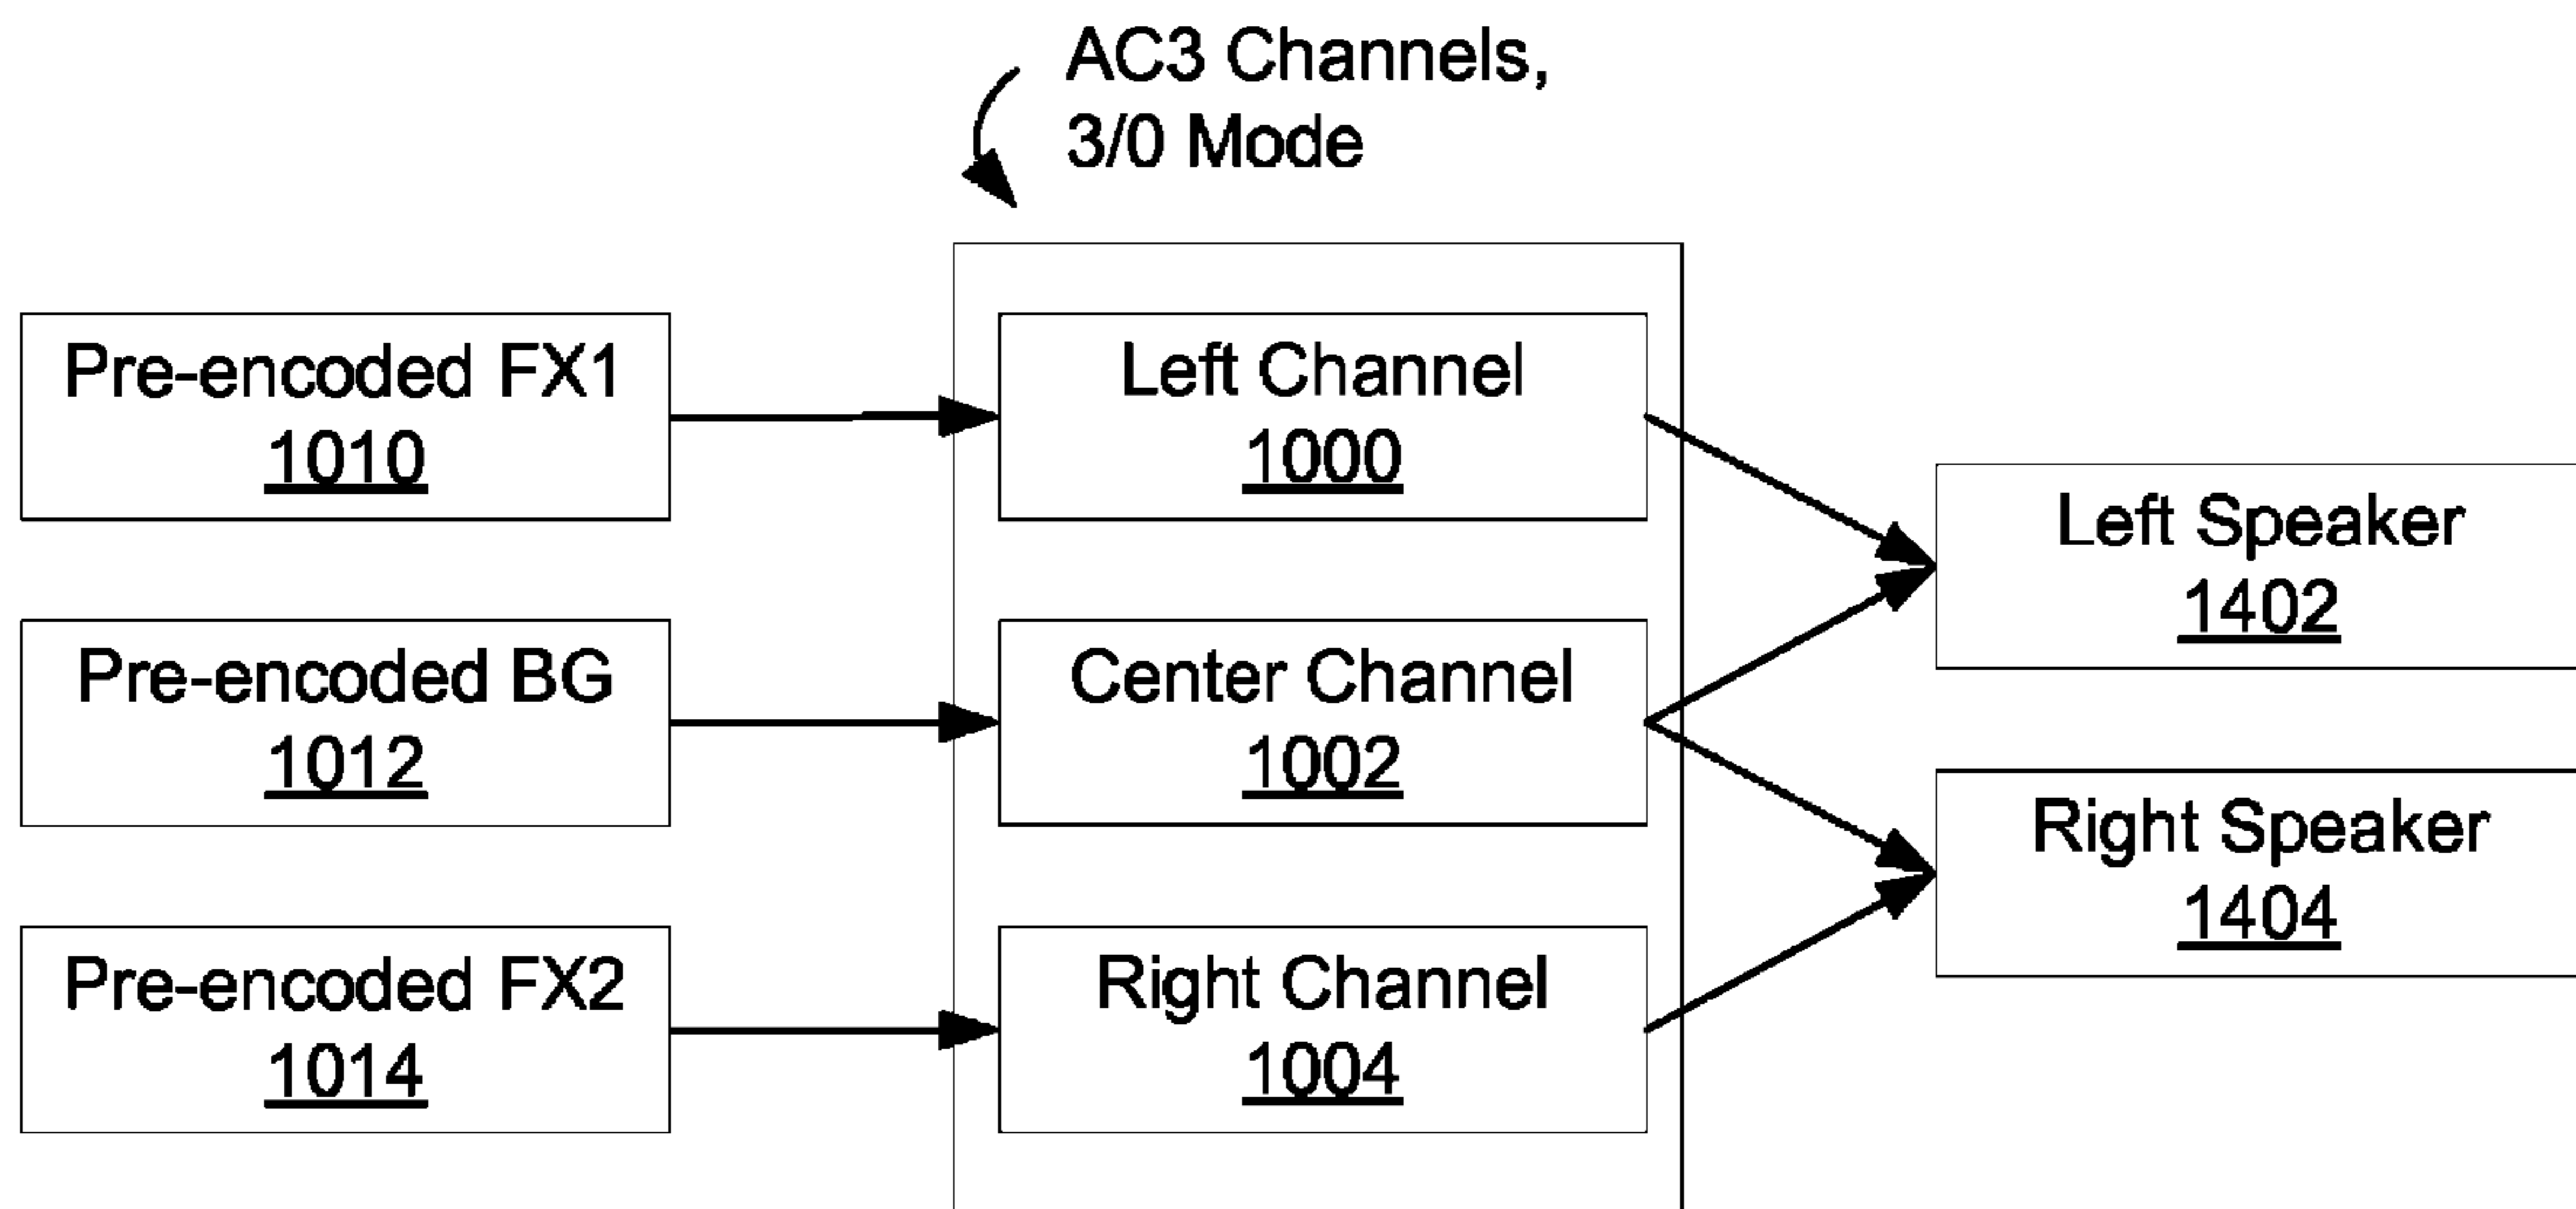 AC3 Channels,
3/0 Mode
Pre-encoded FX1
1010
Left Channel
1000
Left Speaker
1402
Pre-encoded BG
1012
Center Channel
1002
Right Speaker
1404
Pre-encoded FX2
1014
Right Channel
1004